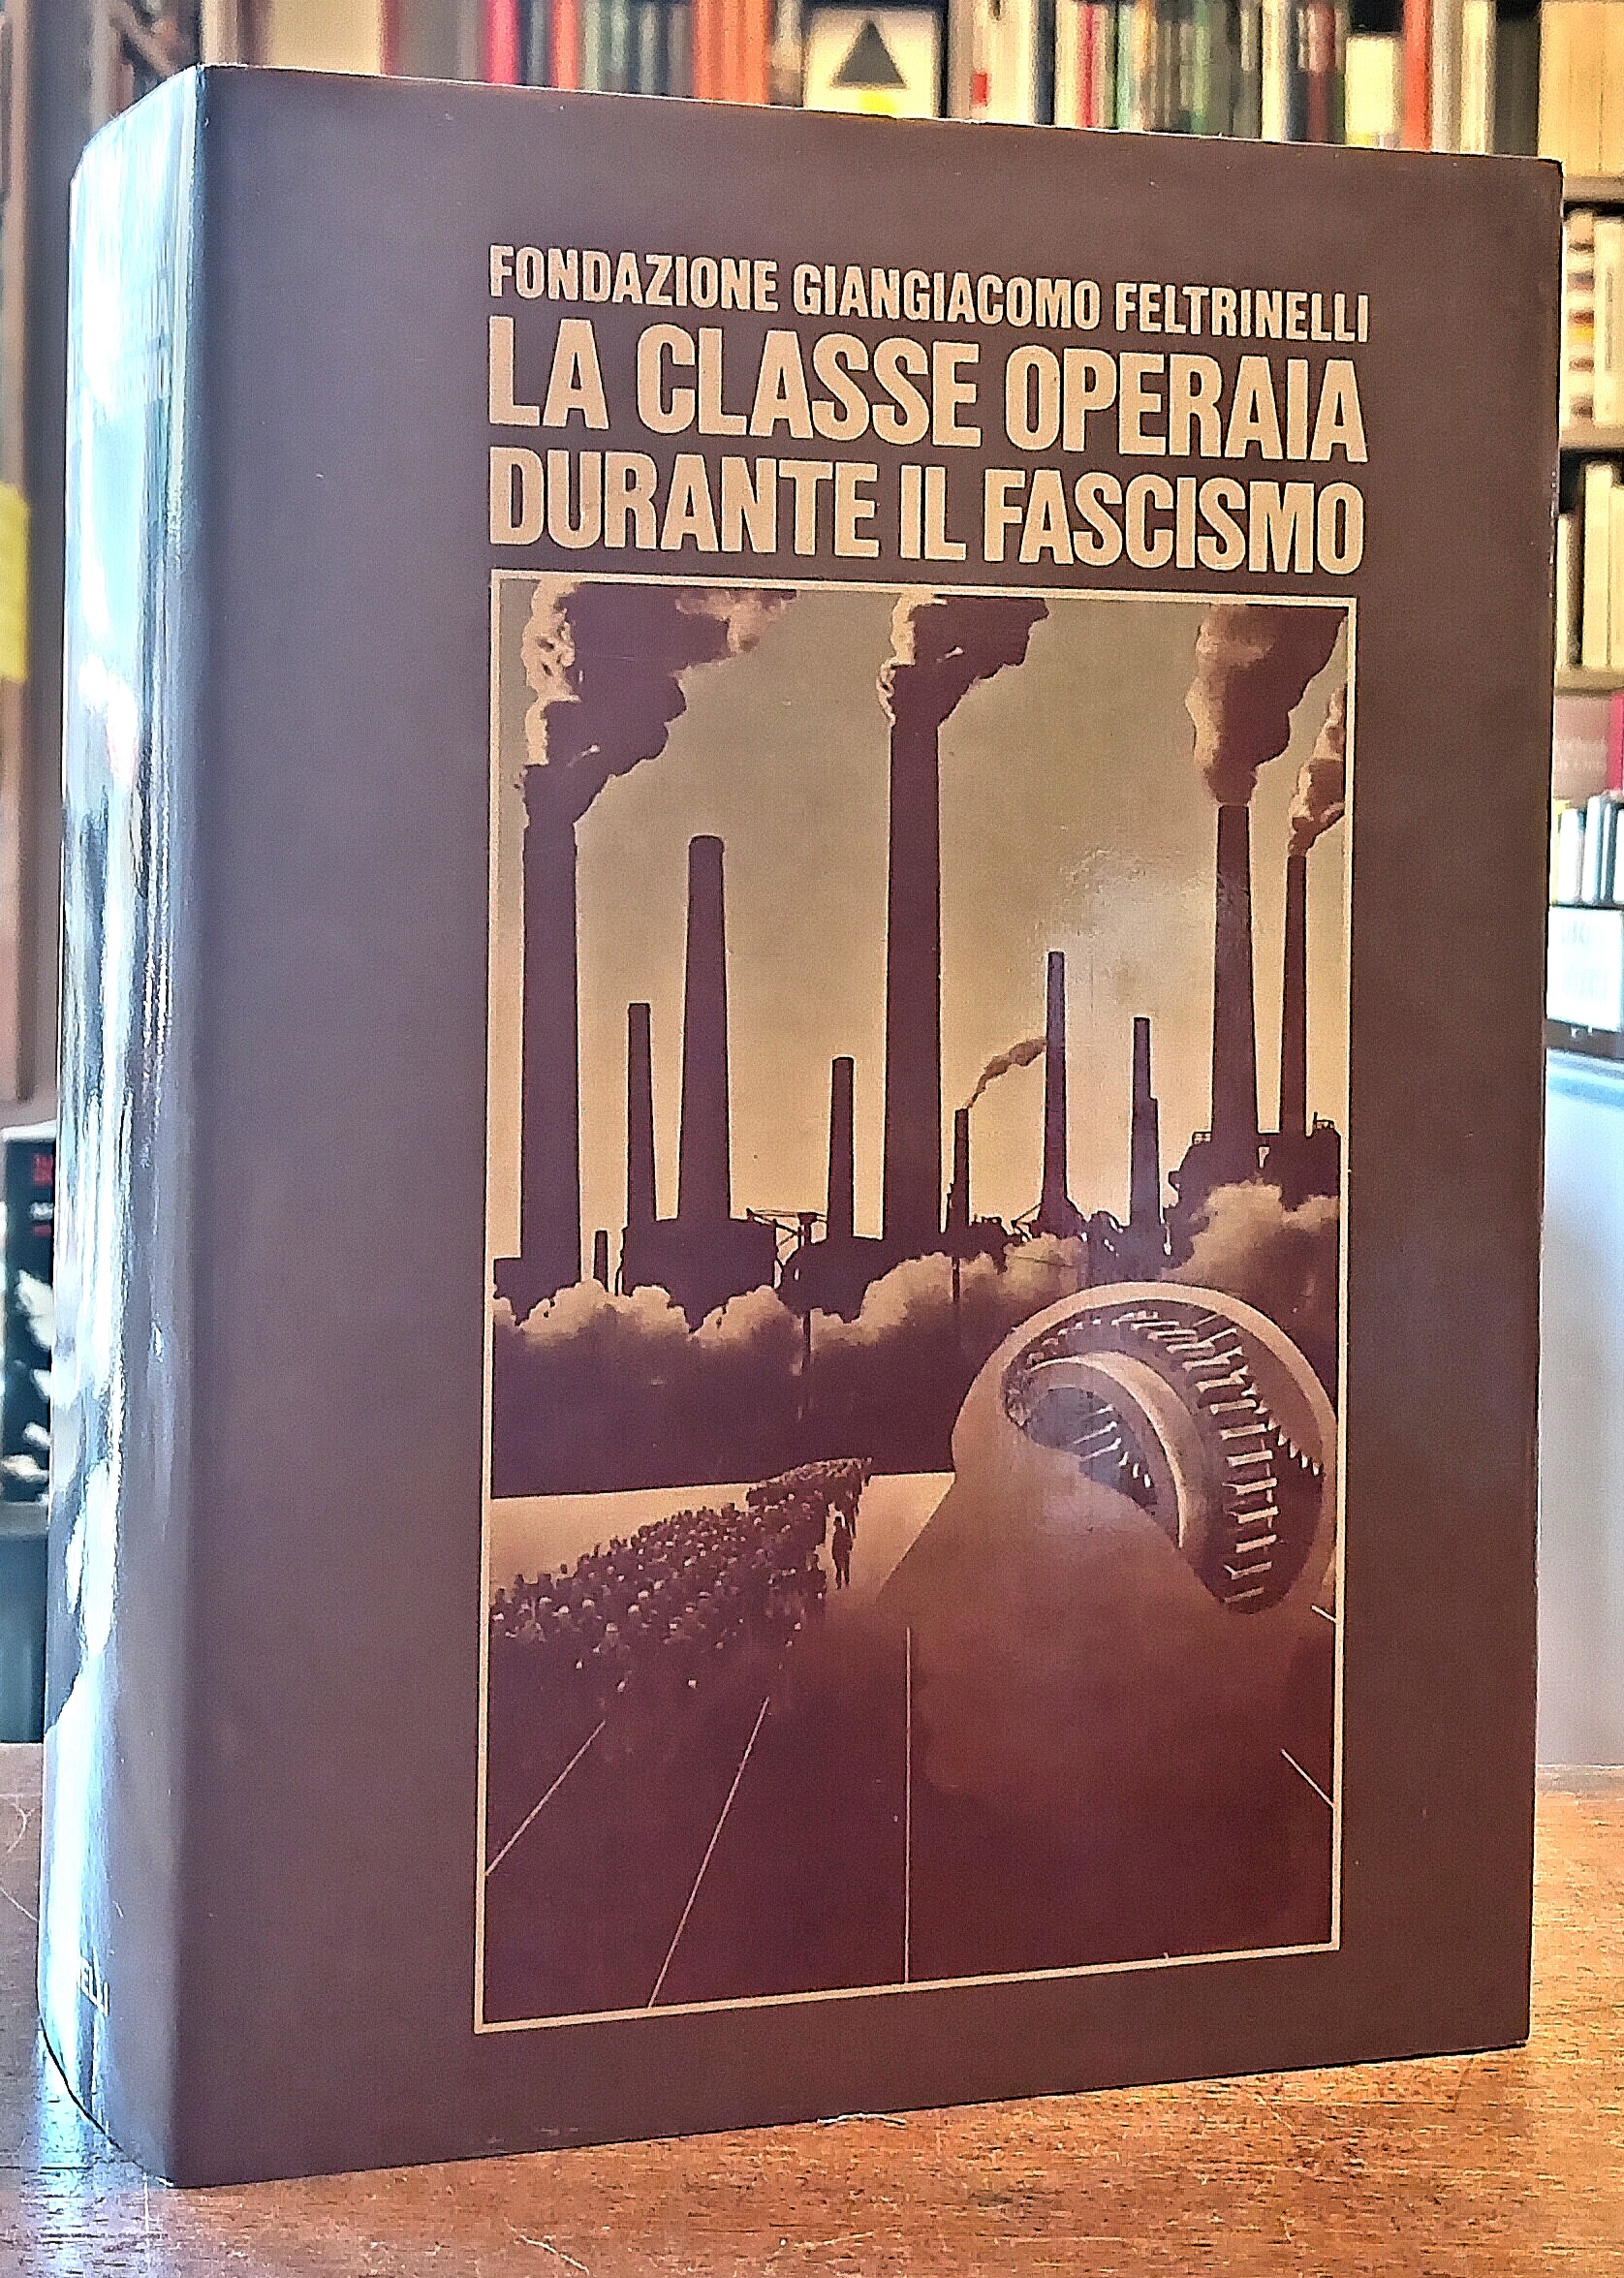 FONDAZIONE GIANGIACOMO FELTRINELLI
LA CLASSE OPERAIA
DURANTE IL FASCISMO